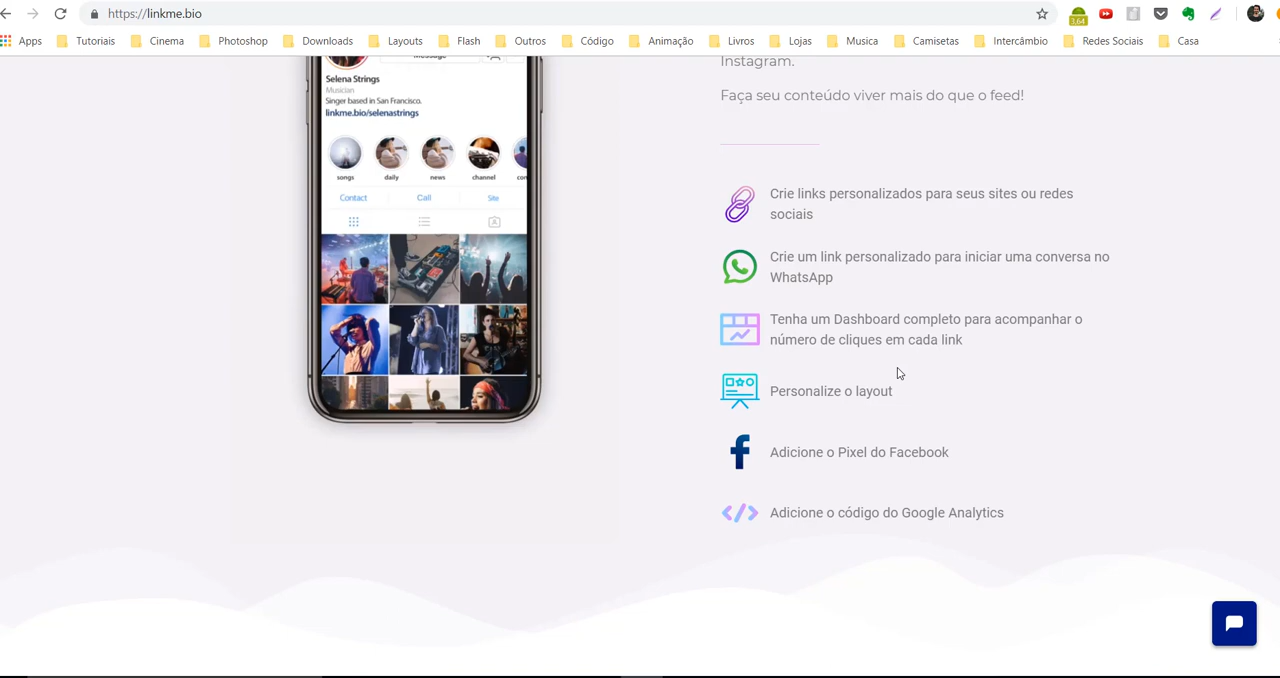 https://linkme.bio
3.64
Apps Tutoriais Cinema Photoshop Downloads Layouts Flash Outros Código Animação Livros Lojas Musica Camisetas Intercâmbio Redes Sociais Casa
Message
Selena Strings
Musician
Singer based in San Francisco.
linkme.bio/selenastrings
songs daily news channel
Contact Call Site
Instagram.
Faça seu conteúdo viver mais do que o feed!
Crie links personalizados para seus sites ou redes
sociais
Crie um link personalizado para iniciar uma conversa no
WhatsApp
Tenha um Dashboard completo para acompanhar o
número de cliques em cada link
Personalize o layout
Adicione o Pixel do Facebook
Adicione o código do Google Analytics